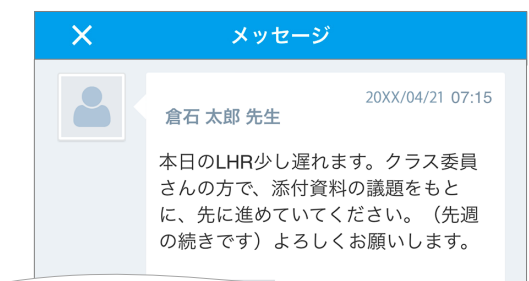 ×
メッセージ
20XX/04/21 07:15
倉石 太郎 先生
本日のLHR少し遅れます。クラス委員
さんの方で、添付資料の議題をもと
に、先に進めていてください。（先週
の続きです）よろしくお願いします。